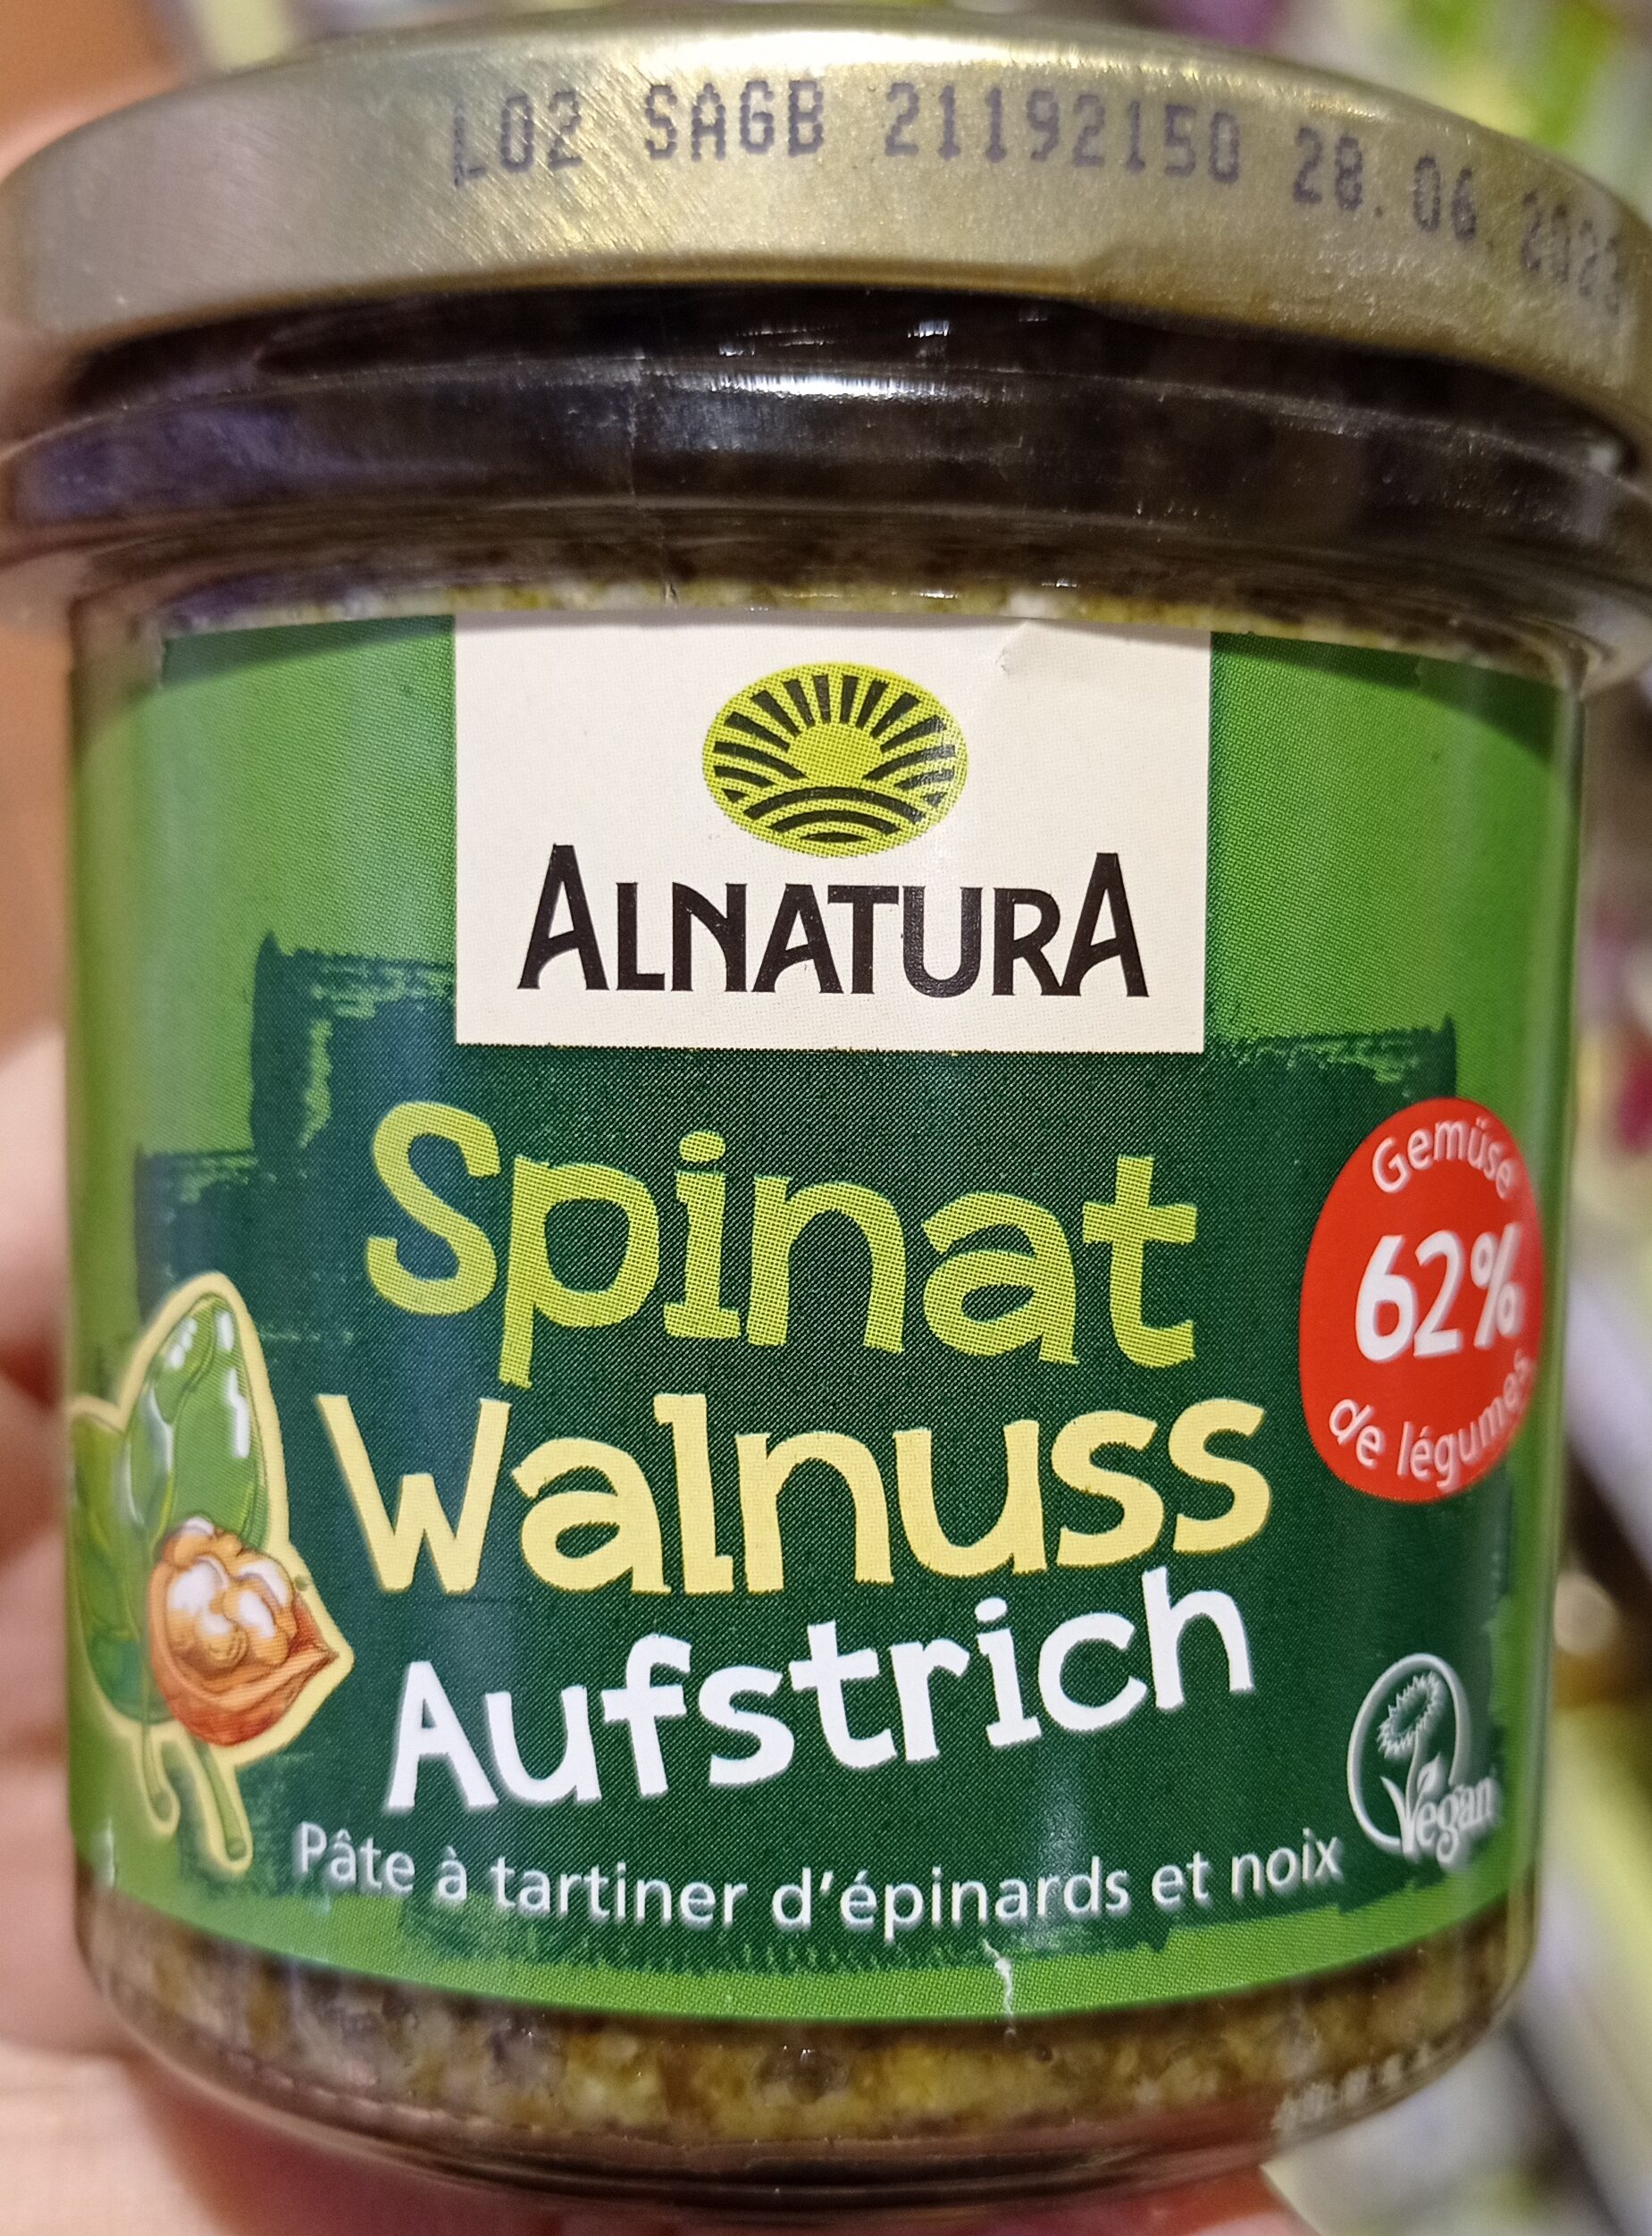 L02 SAGB 21192150 28.06.2023
ALNATURA
Spinat
Walnuss
Aufstrich
Gemüse
62%
de légumes
Pâte à tartiner d'épinards et noix
Vegan